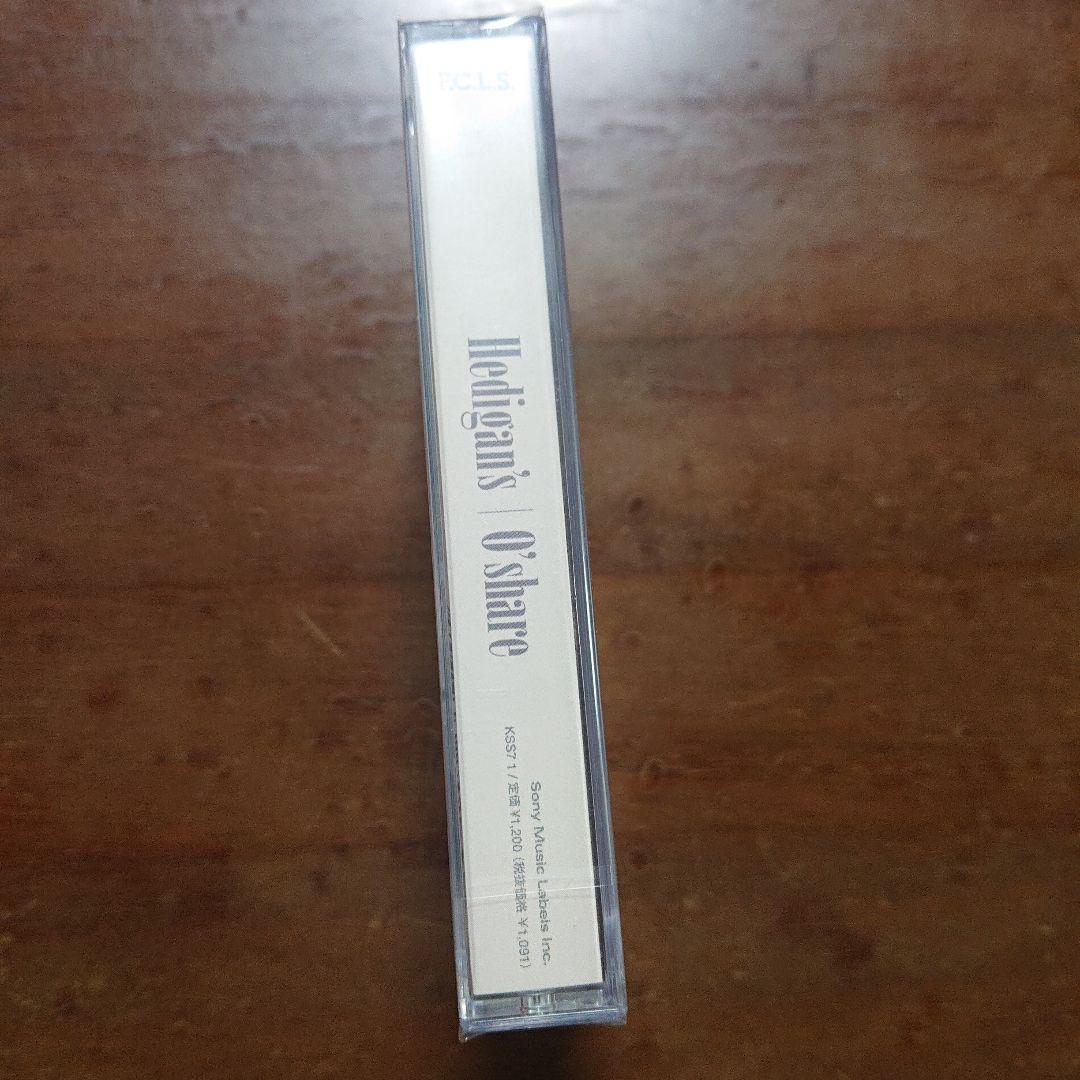 F.C.L.S.
Hedigan's | O'share
Sony Music Labels Inc.
KSS71 / 定価 ¥1,200 (税抜価格 ¥1,091)